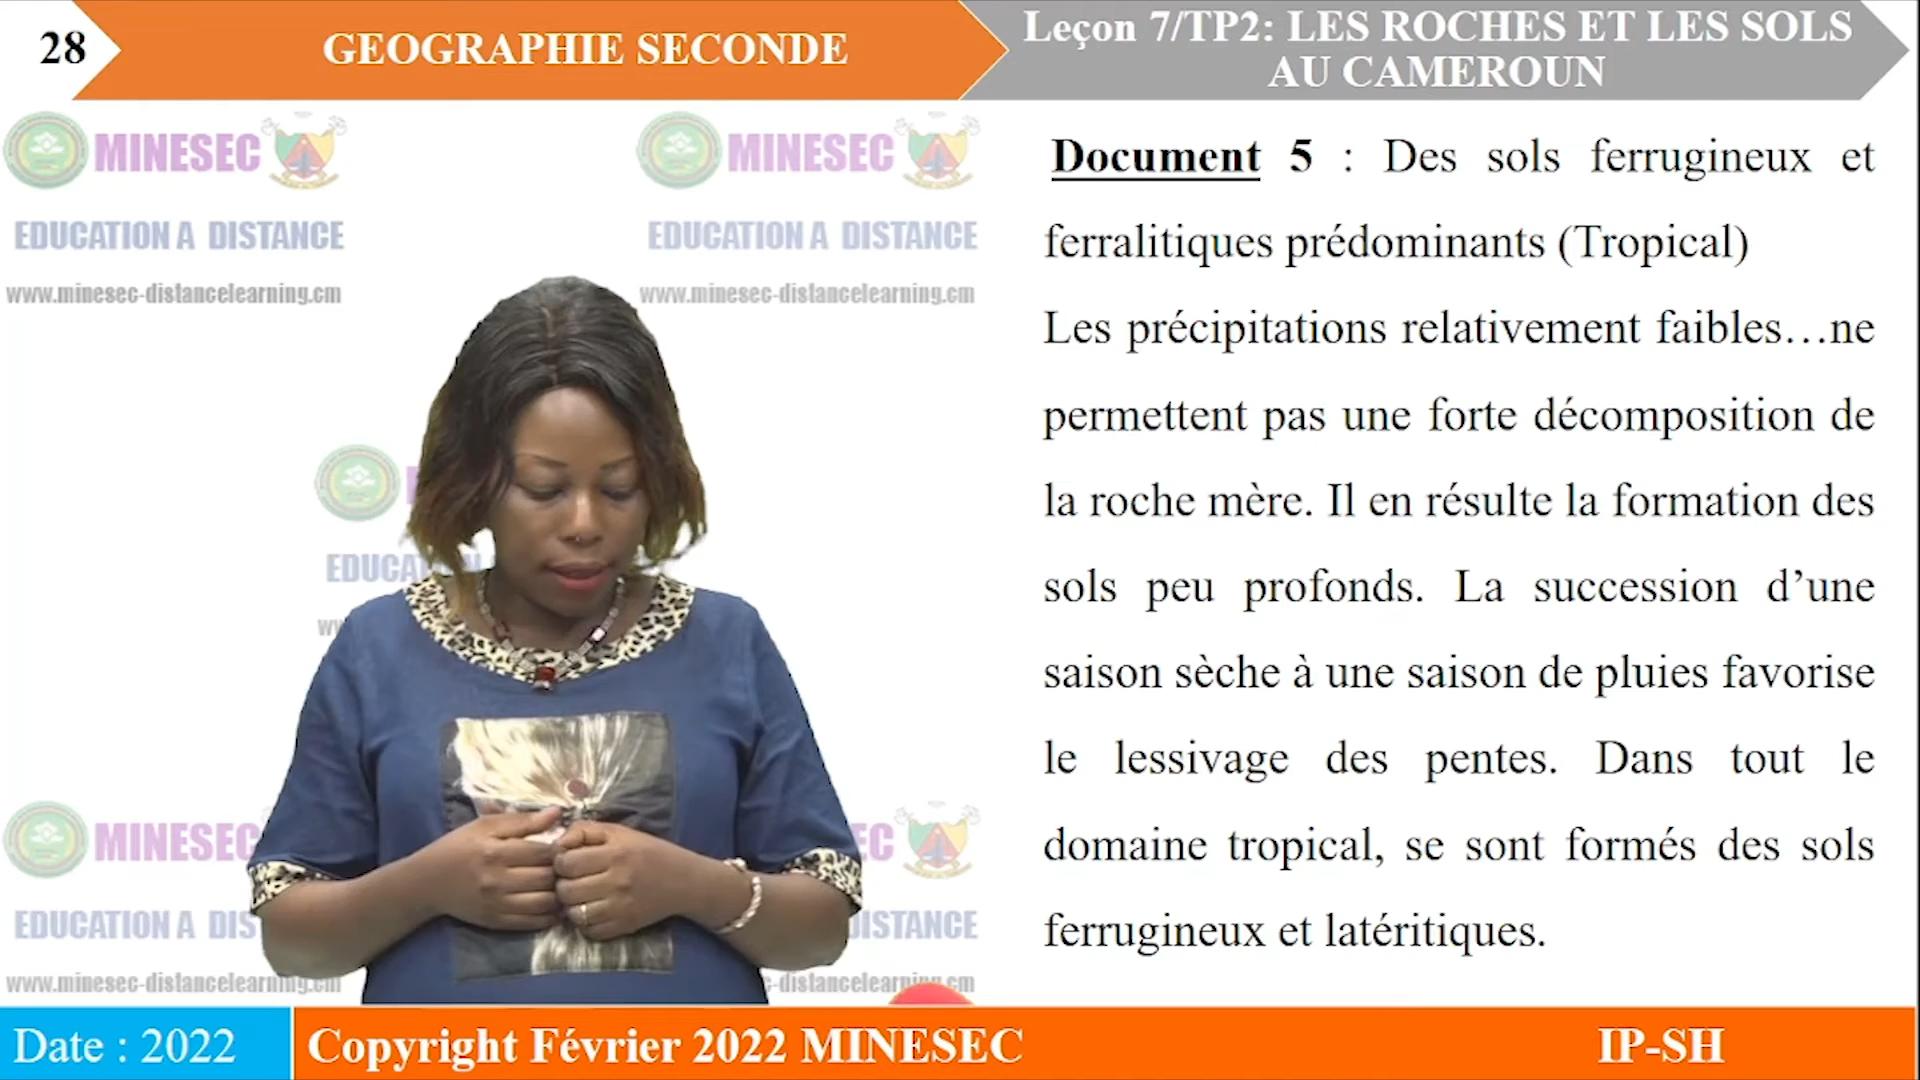 28
GEOGRAPHIE SECONDE
Leçon 7/TP2: LES ROCHES ET LES SOLS
AU CAMEROUN
MINESEC
EDUCATION A DISTANCE
www.minesec-distancelearning.cm
MINESEC
EDUCATION A DISTANCE
www.minesec-distancelearning.cm
MINESEC
EDUCATION A DIS
www.minesec-distancelearning.cm
EC
ISTANCE
c-distancelearning.cm
Document 5 : Des sols ferrugineux et
ferralitiques prédominants (Tropical)
Les précipitations relativement faibles…ne
permettent pas une forte décomposition de
la roche mère. Il en résulte la formation des
sols peu profonds. La succession d’une
saison sèche à une saison de pluies favorise
le lessivage des pentes. Dans tout le
domaine tropical, se sont formés des sols
ferrugineux et latéritiques.
Date : 2022
Copyright Février 2022 MINESEC
IP-SH